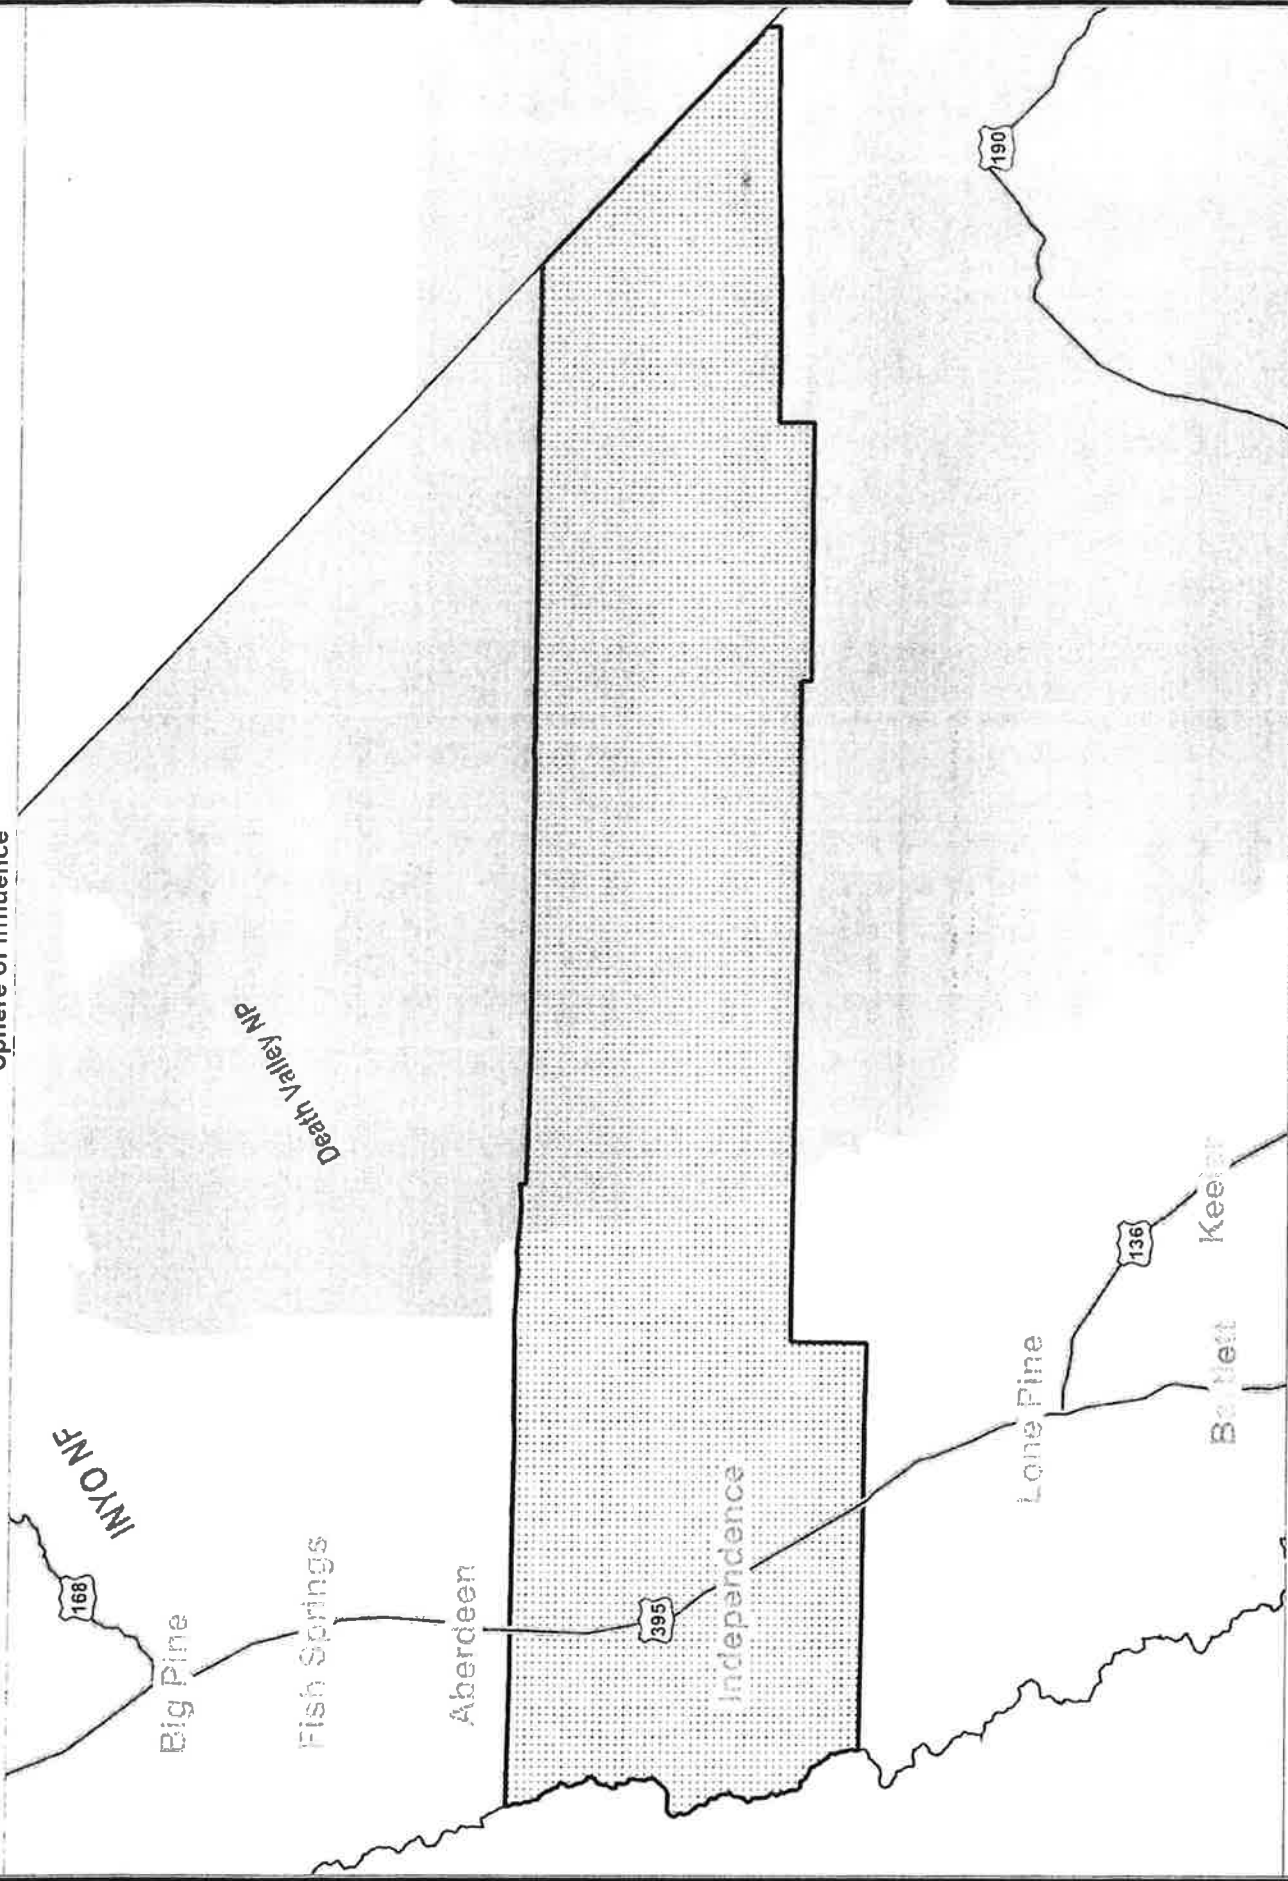 Sphere of Influence
INYO NF
168
Big Pine
Death Valley NP
Fish Springs
Aberdeen
395
Independence
190
Lone Pine
136
Keeler
Bartlett